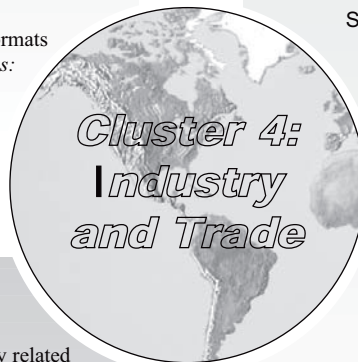 rmats
s:
S
Cluster 4:
Industry
and Trade
y related